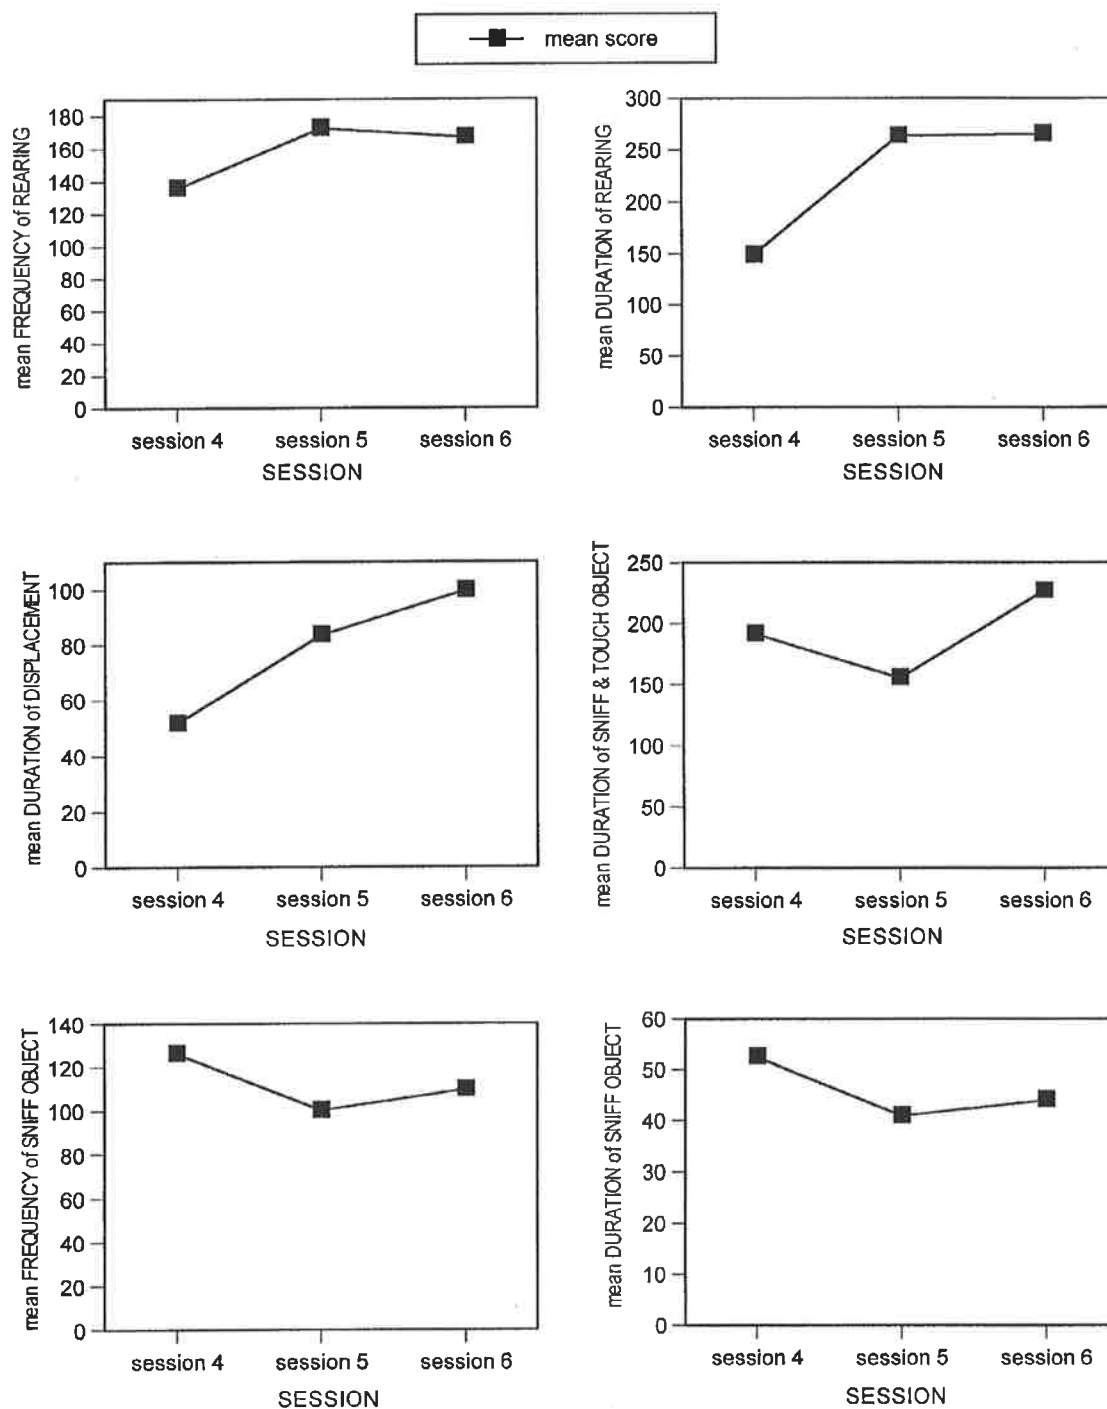 mean score
mean FREQUENCY of REARING
180
160
140
120
100
80
60
40
20
0
session 4
session 5
session 6
SESSION
mean DURATION of REARING
300
250
200
150
100
50
0
session 4
session 5
session 6
SESSION
mean DURATION of DISPLACEMENT
100
80
60
40
20
0
session 4
session 5
session 6
SESSION
mean DURATION of SNIFF & TOUCH OBJECT
250
200
150
100
50
0
session 4
session 5
session 6
SESSION
mean FREQUENCY of SNIFF OBJECT
140
120
100
80
60
40
20
0
session 4
session 5
session 6
SESSION
mean DURATION of SNIFF OBJECT
60
50
40
30
20
10
0
session 4
session 5
session 6
SESSION